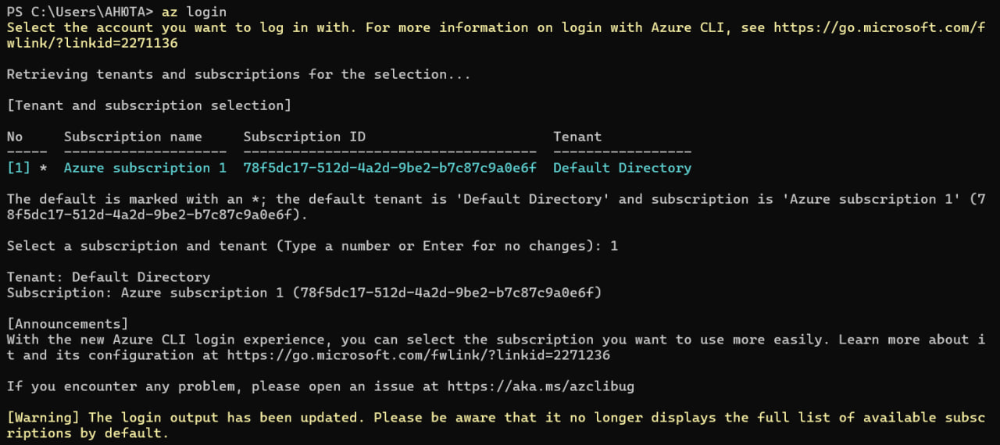 PS C:\Users\АНЮТА> az login
Select the account you want to log in with. For more information on login with Azure CLI, see https://go.microsoft.com/f
wlink/?linkid=2271136
Retrieving tenants and subscriptions for the selection...
[Tenant and subscription selection]
No     Subscription name     Subscription ID                       Tenant
-----  --------------------  ------------------------------------  -----------------
[1] *  Azure subscription 1  78f5dc17-512d-4a2d-9be2-b7c87c9a0e6f  Default Directory
The default is marked with an *; the default tenant is 'Default Directory' and subscription is 'Azure subscription 1' (7
8f5dc17-512d-4a2d-9be2-b7c87c9a0e6f).
Select a subscription and tenant (Type a number or Enter for no changes): 1
Tenant: Default Directory
Subscription: Azure subscription 1 (78f5dc17-512d-4a2d-9be2-b7c87c9a0e6f)
[Announcements]
With the new Azure CLI login experience, you can select the subscription you want to use more easily. Learn more about i
t and its configuration at https://go.microsoft.com/fwlink/?linkid=2271236
If you encounter any problem, please open an issue at https://aka.ms/azclibug
[Warning] The login output has been updated. Please be aware that it no longer displays the full list of available subsc
riptions by default.